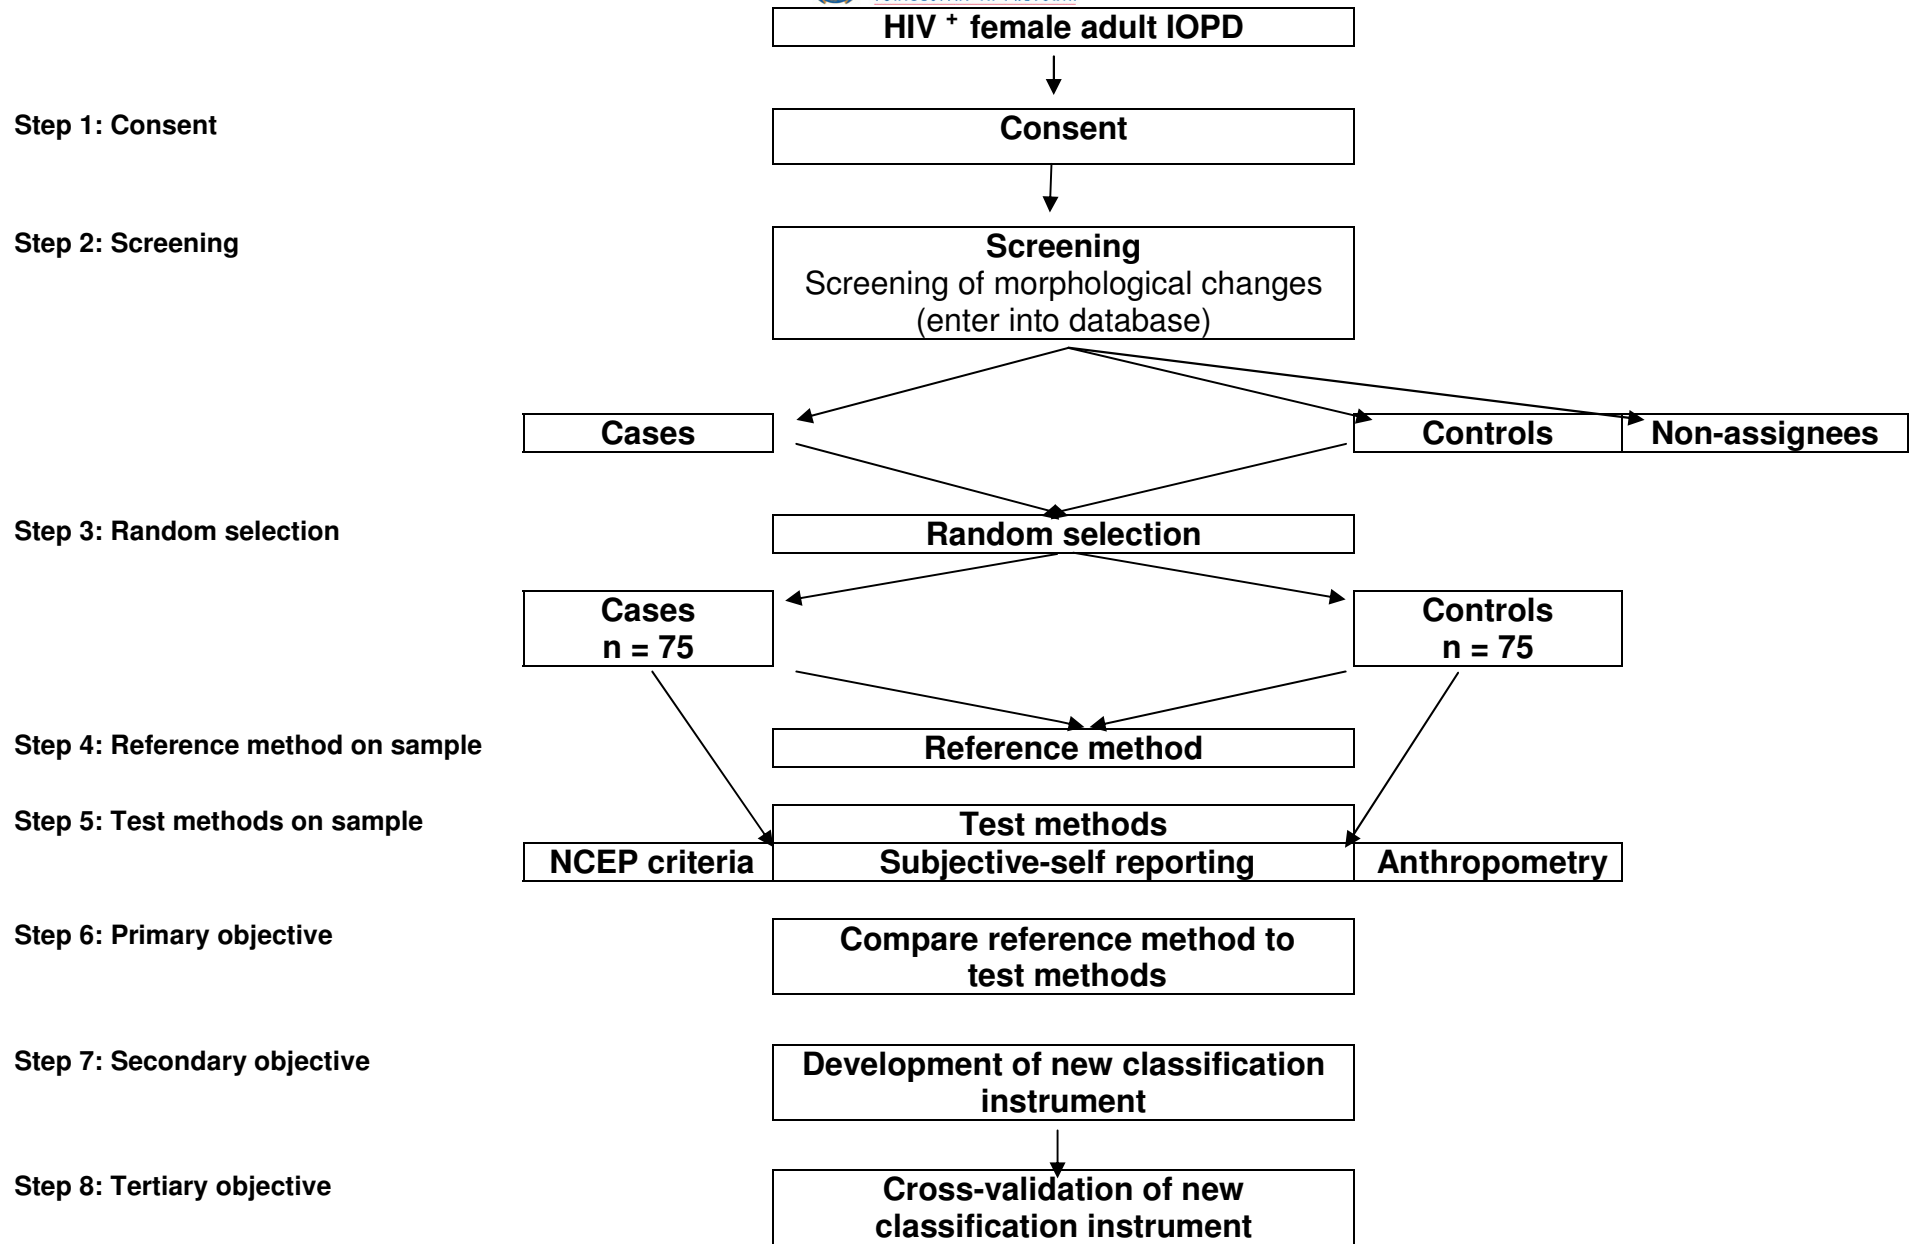 HIV + female adult IOPD
Step 1: Consent
Consent
Step 2: Screening
Screening
Screening of morphological changes
(enter into database)
Cases
Controls
Non-assignees
Step 3: Random selection
Random selection
Cases
n = 75
Controls
n = 75
Step 4: Reference method on sample
Reference method
Step 5: Test methods on sample
Test methods
NCEP criteria
Subjective-self reporting
Anthropometry
Step 6: Primary objective
Compare reference method to
test methods
Step 7: Secondary objective
Development of new classification
instrument
Step 8: Tertiary objective
Cross-validation of new
classification instrument